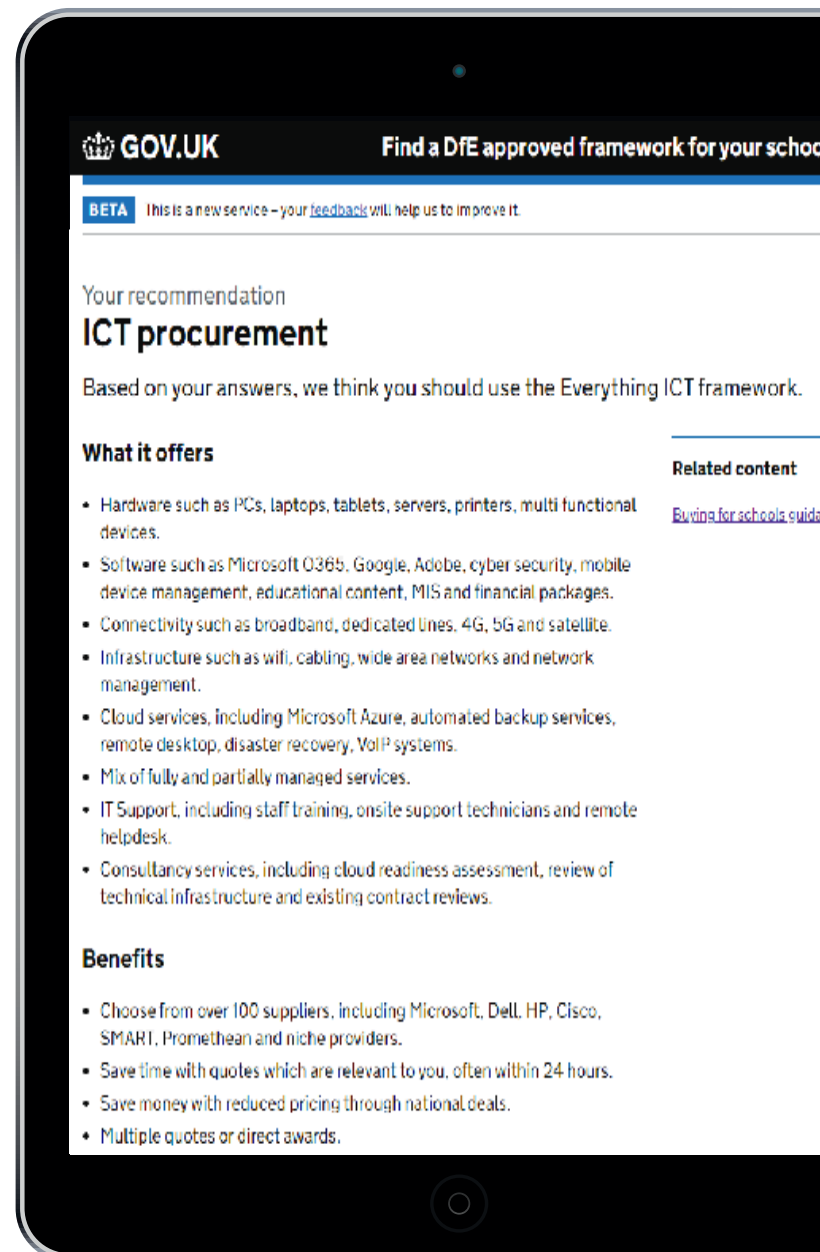 GOV.UK
Find a DfE approved framework for your schoo
BETA
This is a new service – your feedback will help us to improve it.
Your recommendation
ICT procurement
Based on your answers, we think you should use the Everything ICT framework.
What it offers
• Hardware such as PCs, laptops, tablets, servers, printers, multi functional
devices.
• Software such as Microsoft O365, Google, Adobe, cyber security, mobile
device management, educational content, MIS and financial packages.
• Connectivity such as broadband, dedicated lines, 4G, 5G and satellite.
• Infrastructure such as wifi, cabling, wide area networks and network
management.
• Cloud services, including Microsoft Azure, automated backup services,
remote desktop, disaster recovery, VoIP systems.
• Mix of fully and partially managed services.
• IT Support, including staff training, onsite support technicians and remote
helpdesk.
• Consultancy services, including cloud readiness assessment, review of
technical infrastructure and existing contract reviews.
Benefits
• Choose from over 100 suppliers, including Microsoft, Dell, HP, Cisco,
SMART, Promethean and niche providers.
• Save time with quotes which are relevant to you, often within 24 hours.
• Save money with reduced pricing through national deals.
• Multiple quotes or direct awards.
Related content
Buying for schools guida